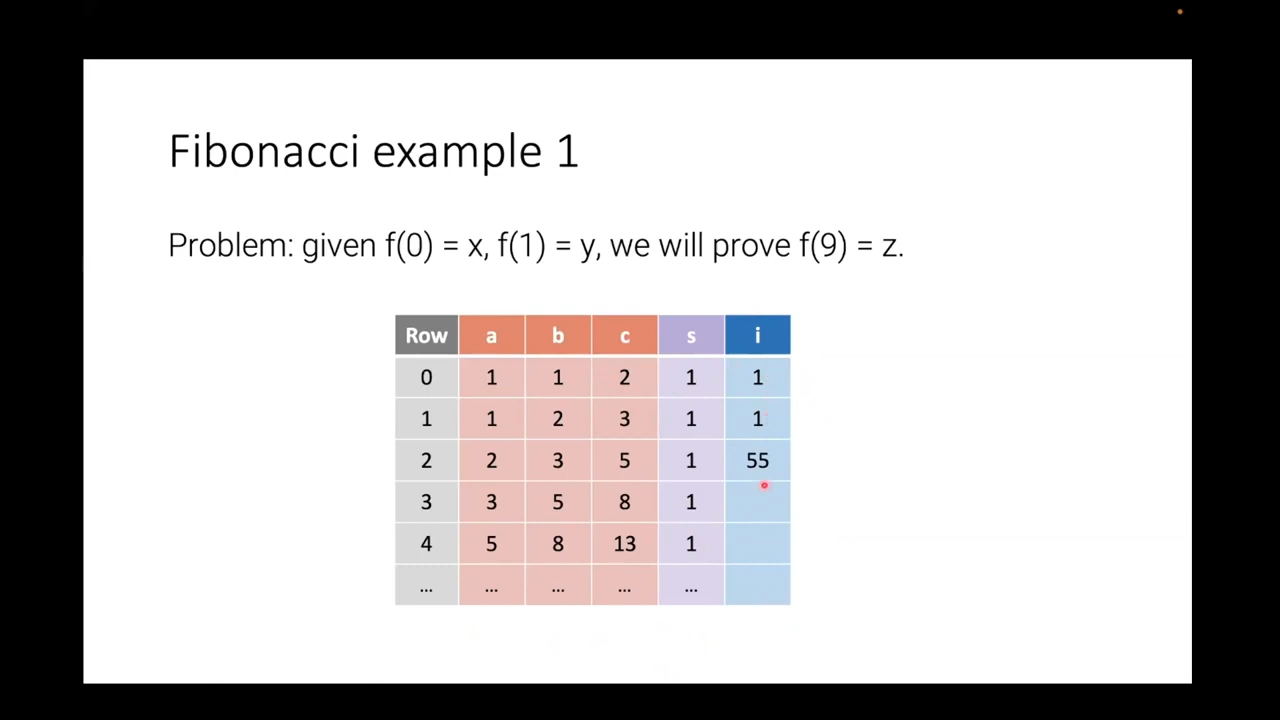 Fibonacci example 1
Problem: given f(0) = x, f(1) = y, we will prove f(9) = z.
Row a b c s i
0 1 1 2 1 1
1 1 2 3 1 1
2 2 3 5 1 55
3 3 5 8 1
4 5 8 13 1
... ... ... ... ...